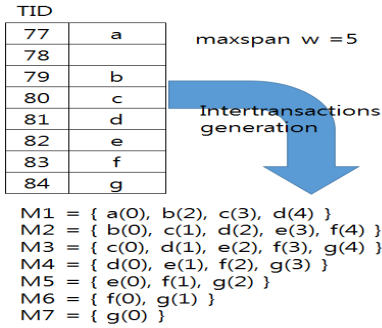 TID
77 a
78
79 b
80 c
81 d
82 e
83 f
84 g
maxspan w =5
Intertransactions
generation
M1 = { a(0), b(2), c(3), d(4) }
M2 = { b(0), c(1), d(2), e(3), f(4) }
M3 = { c(0), d(1), e(2), f(3), g(4) }
M4 = { d(0), e(1), f(2), g(3) }
M5 = { e(0), f(1), g(2) }
M6 = { f(0), g(1) }
M7 = { g(0) }